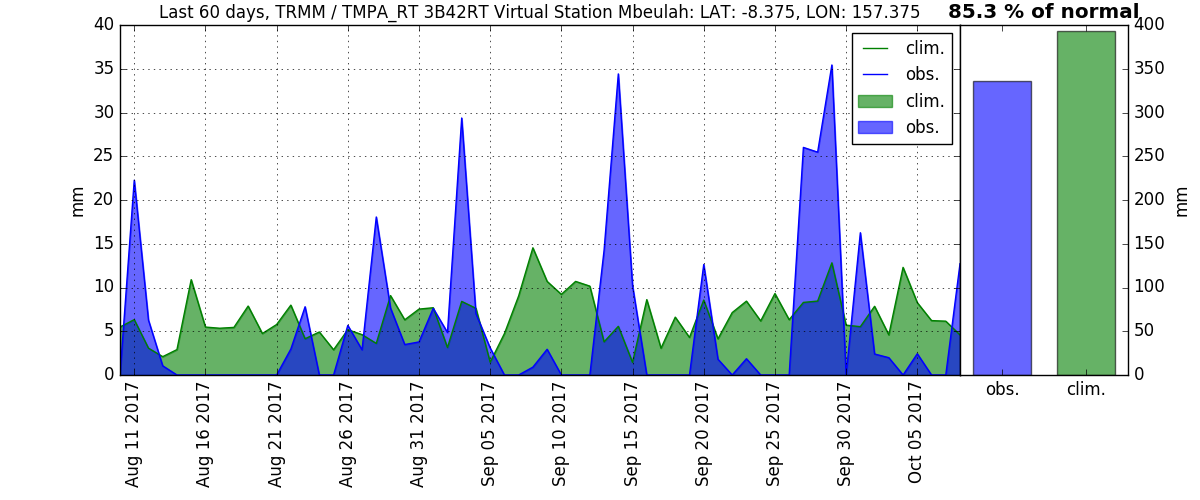 Last 60 days, TRMM / TMPA_RT 3B42RT Virtual Station Mbeulah: LAT: -8.375, LON: 157.375
85.3 % of normal
40
35
30
25
20
15
10
5
0
mm
clim.
obs.
clim.
obs.
400
350
300
250
200
150
100
50
0
mm
Aug 11 2017
Aug 16 2017
Aug 21 2017
Aug 26 2017
Aug 31 2017
Sep 05 2017
Sep 10 2017
Sep 15 2017
Sep 20 2017
Sep 25 2017
Sep 30 2017
Oct 05 2017
obs.
clim.